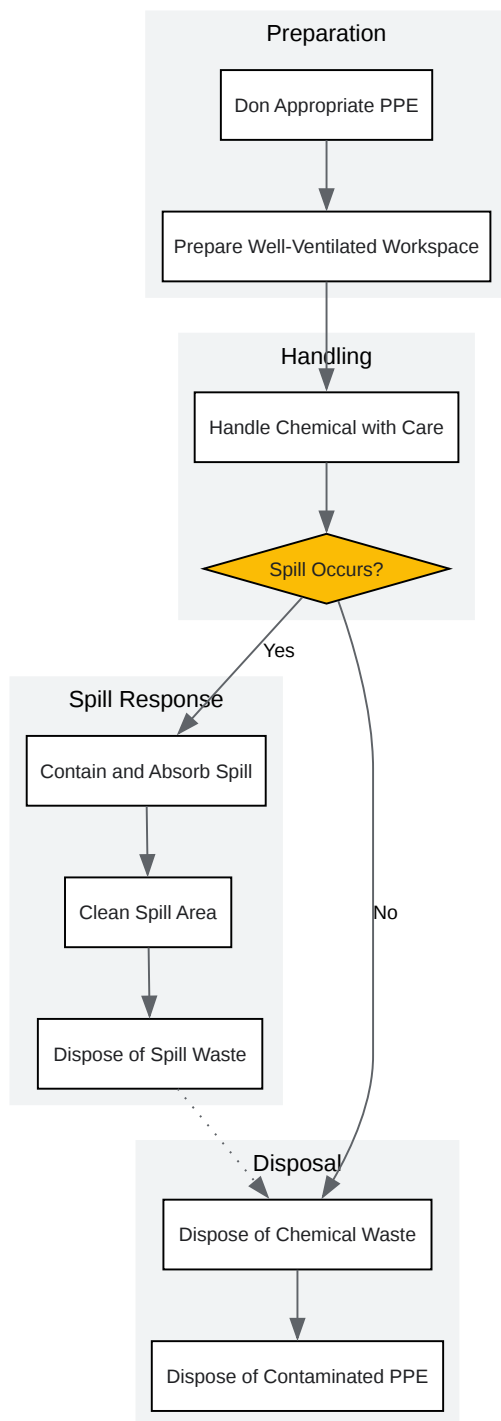 Preparation
Don Appropriate PPE
Prepare Well-Ventilated Workspace
Handling
Handle Chemical with Care
Spill Occurs?
Yes
Spill Response
Contain and Absorb Spill
Clean Spill Area
No
Dispose of Spill Waste
Disposal
Dispose of Chemical Waste
Dispose of Contaminated PPE